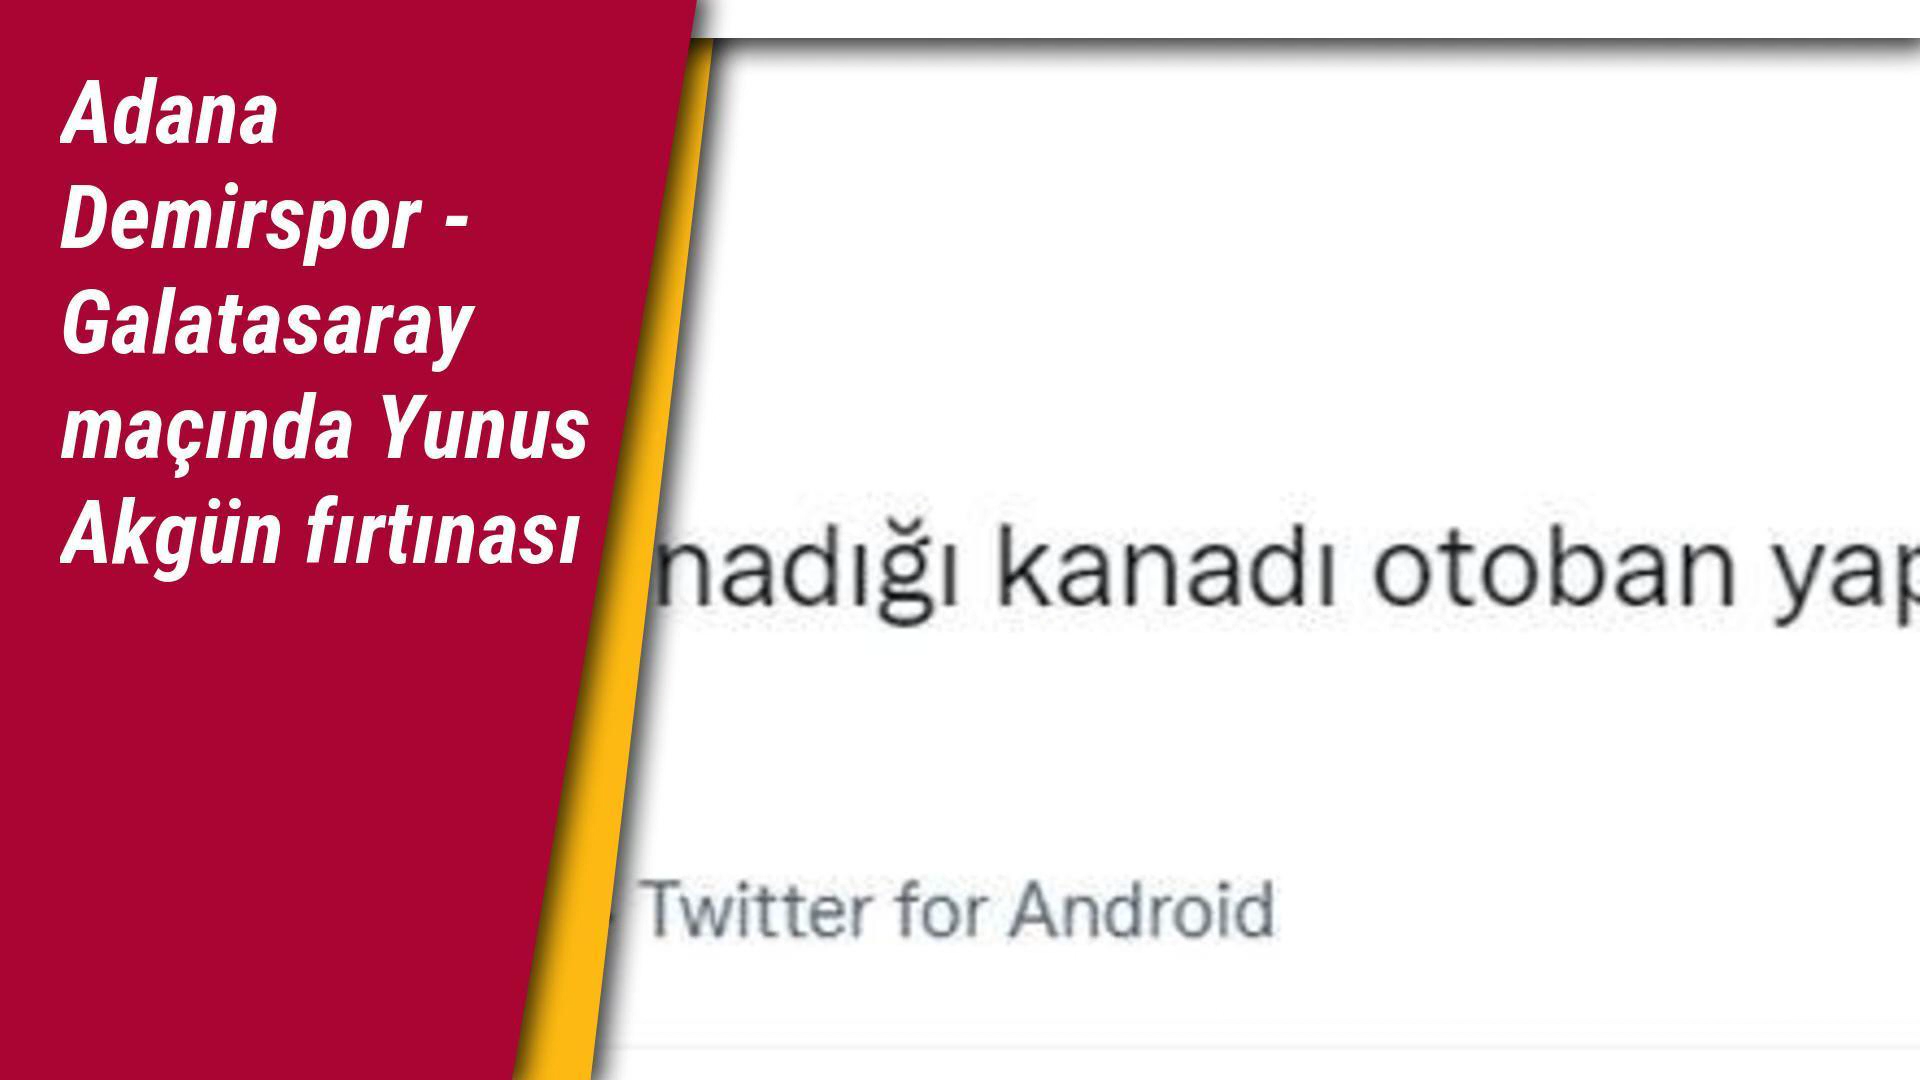 Adana
Demirspor -
Galatasaray
maçında Yunus
Akgün fırtınası
nadığı kanadı otoban yap
Twitter for Android